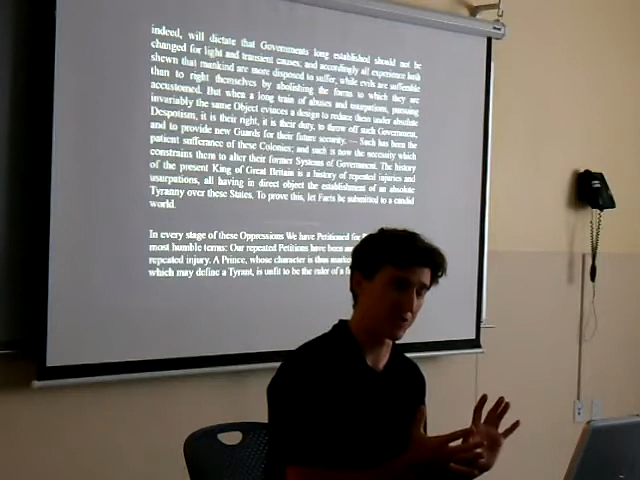 indeed, will dictate that Governments long established should not be
changed for light and transient causes; and accordingly all experience hath
shewn that mankind are more disposed to suffer, while evils are sufferable
than to right themselves by abolishing the forms to which they are
accustomed. But when a long train of abuses and usurpations, pursuing
invariably the same Object evinces a design to reduce them under absolute
Despotism, it is their right, it is their duty, to throw off such Government,
and to provide new Guards for their future security. — Such has been the
patient sufferance of these Colonies; and such is now the necessity which
constrains them to alter their former Systems of Government. The history
of the present King of Great Britain is a history of repeated injuries and
usurpations, all having in direct object the establishment of an absolute
Tyranny over these States. To prove this, let Facts be submitted to a candid
world.
In every stage of these Oppressions We have Petitioned for
most humble terms: Our repeated Petitions have been
repeated injury. A Prince, whose character is thus
which may define a Tyrant, is unfit to be the ruler of a